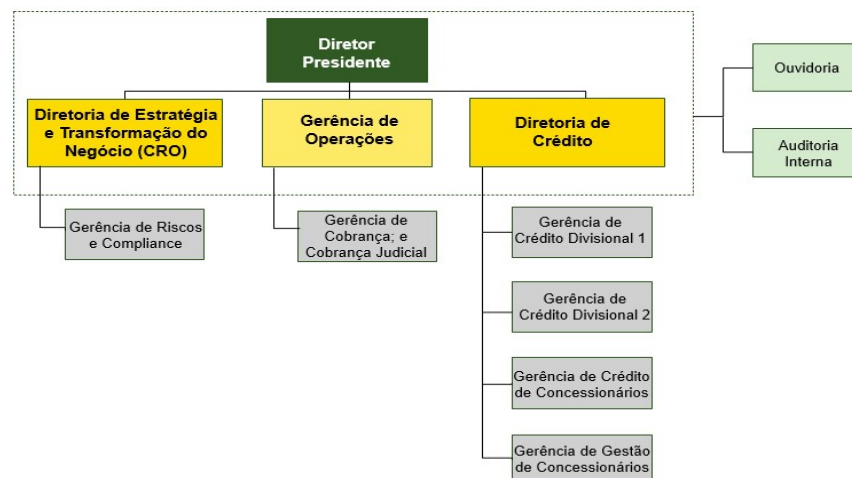 Diretor
Presidente
Ouvidoria
Diretoria de Estratégia
e Transformação do
Negócio (CRO)
Gerência de
Operações
Diretoria de
Crédito
Auditoria
Interna
Gerência de Riscos
e Compliance
Gerência de
Cobrança; e
Cobrança Judicial
Gerência de
Crédito Divisional 1
Gerência de
Crédito Divisional 2
Gerência de Crédito
de Concessionários
Gerência de Gestão
de Concessionários